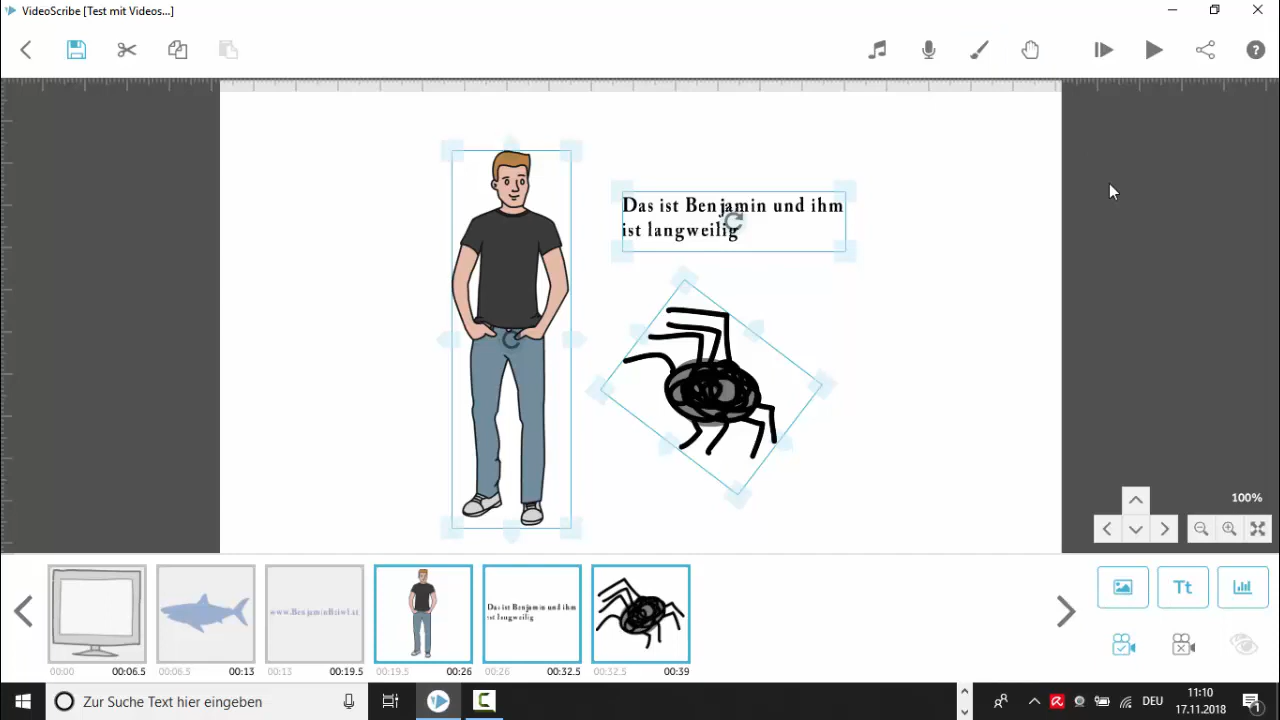 VideoScribe [Test mit Videos...]
Das ist Benjamin und ihm
ist langweilig
100%
www.BenjaminBriwl.at
Das ist Benjamin und ihm
ist langweilig
Tt
00:00 00:06.5
00:06.5 00:13
00:13 00:19.5
00:19.5 00:26
00:26 00:32.5
00:32.5 00:39
Zur Suche Text hier eingeben
DEU
11:10
17.11.2018
1